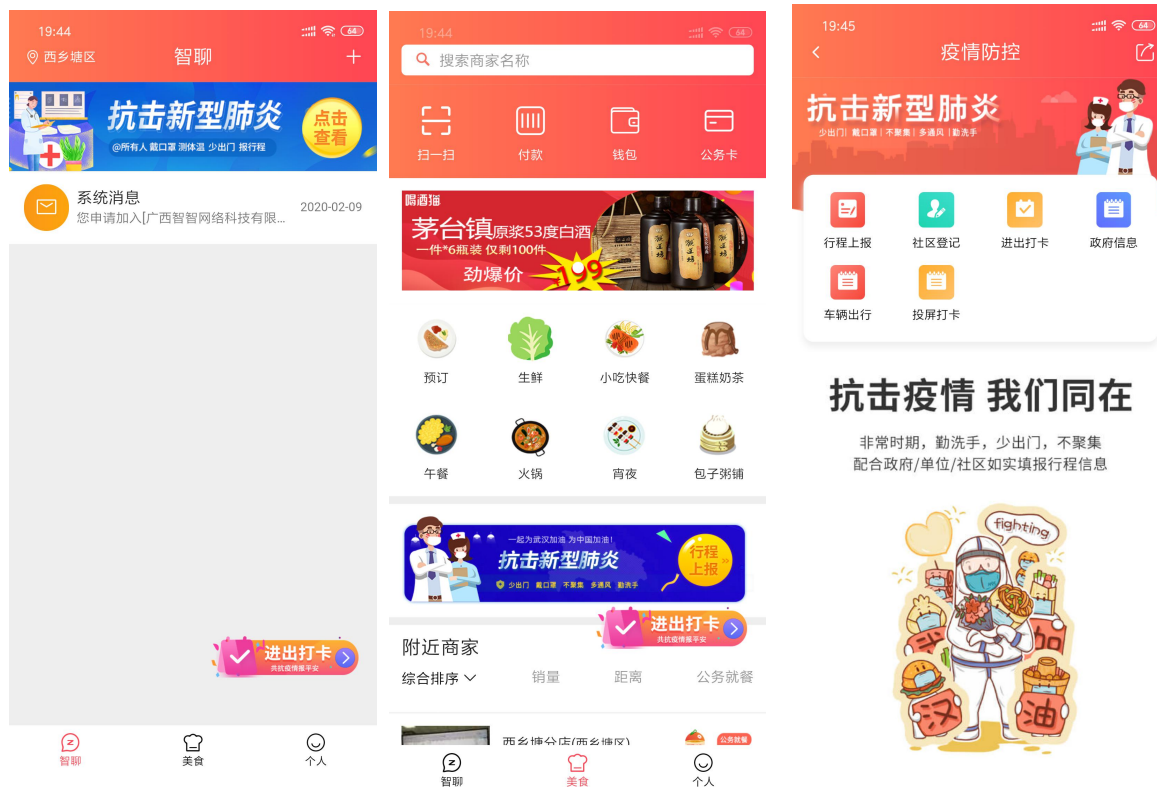 19:44
64
西乡塘区
智聊
抗击新型肺炎
@所有人 戴口罩 测体温 少出门 报行程
点击
查看
系统消息
您申请加入[广西智智网络科技有限...
2020-02-09
进出打卡
共抗疫情报平安
智聊
美食
个人
19:44
64
搜索商家名称
扫一扫
付款
钱包
公务卡
喝酒猫
茅台镇原浆53度白酒
一件*6瓶装 仅剩100件
劲爆价
199
预订
生鲜
小吃快餐
蛋糕奶茶
午餐
火锅
宵夜
包子粥铺
一起为武汉加油 为中国加油!
抗击新型肺炎
少出门 戴口罩 不聚集 多通风 勤洗手
行程
上报
进出打卡
共抗疫情报平安
附近商家
综合排序
销量
距离
公务就餐
西乡塘分店(西乡塘区)
公务就餐
智聊
美食
个人
19:45
64
疫情防控
抗击新型肺炎
少出门 | 戴口罩 | 不聚集 | 多通风 | 勤洗手
行程上报
社区登记
进出打卡
政府信息
车辆出行
投屏打卡
抗击疫情 我们同在
非常时期，勤洗手，少出门，不聚集
配合政府/单位/社区如实填报行程信息
fighting
武
加
汉
油